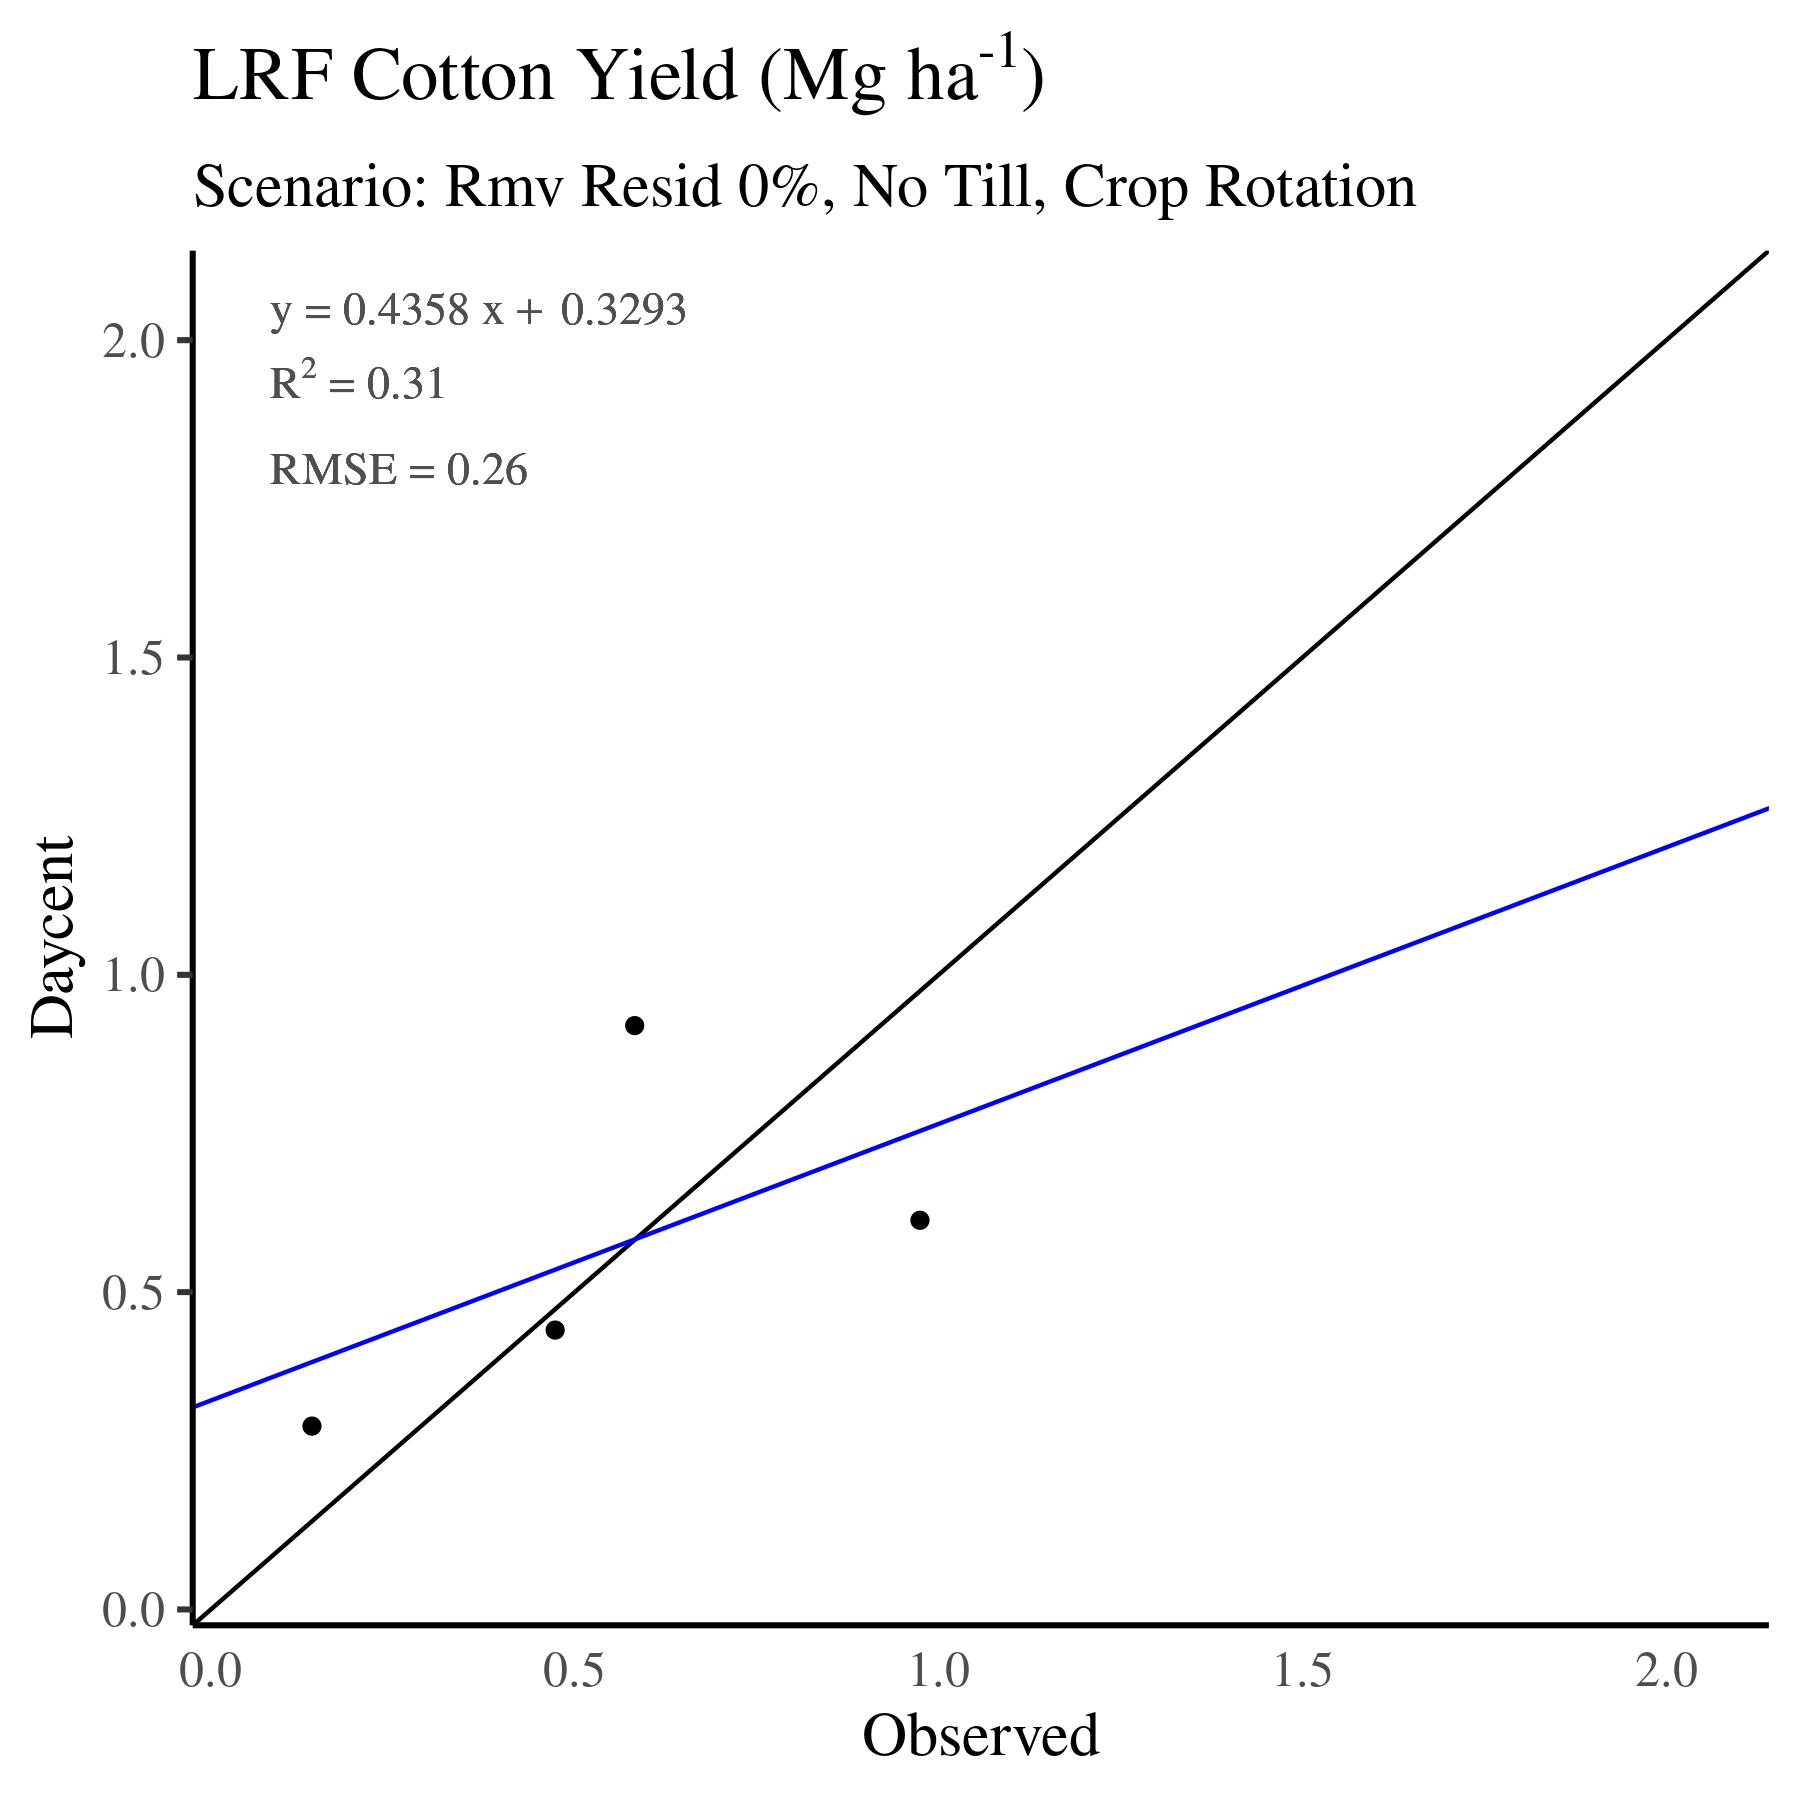 LRF Cotton Yield (Mg ha⁻¹)
Scenario: Rmv Resid 0%, No Till, Crop Rotation
y = 0.4358 x + 0.3293
R² = 0.31
RMSE = 0.26
2.0
1.5
1.0
0.5
0.0
Daycent
0.0 0.5 1.0 1.5 2.0
Observed